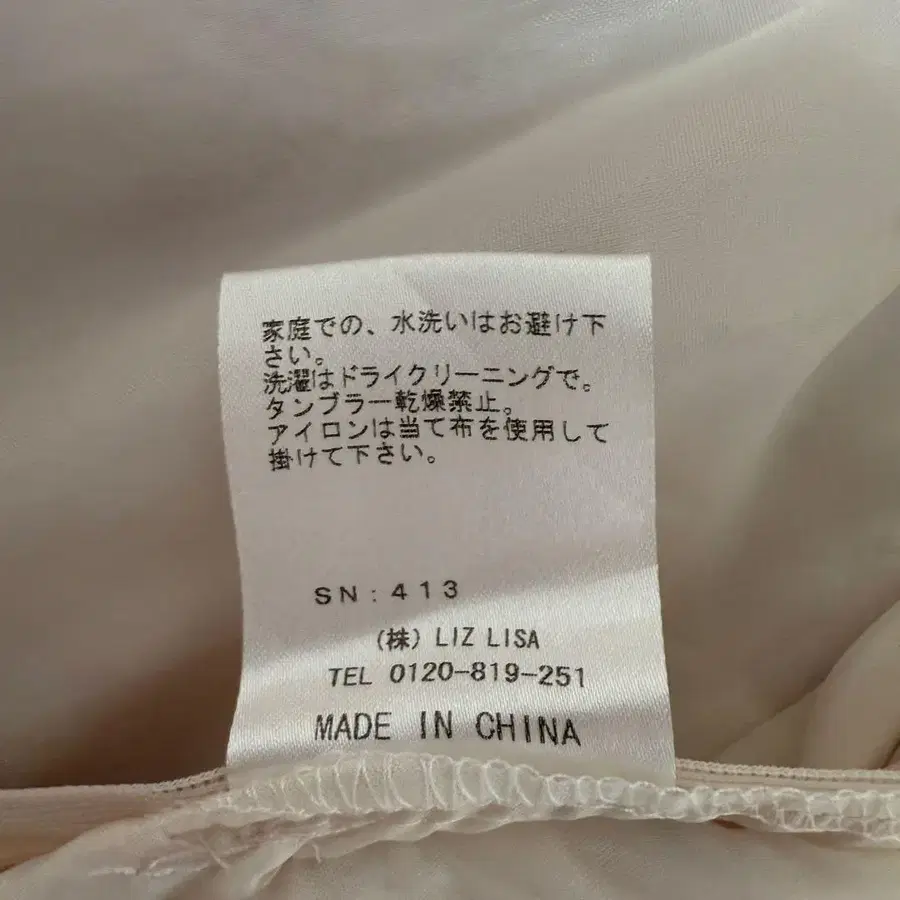 家庭での、水洗いはお避け下
さい。
洗濯はドライクリーニングで。
タンブラー乾燥禁止。
アイロンは当て布を使用して
掛けて下さい。
SN:413
(株) LIZ LISA
TEL 0120-819-251
MADE IN CHINA